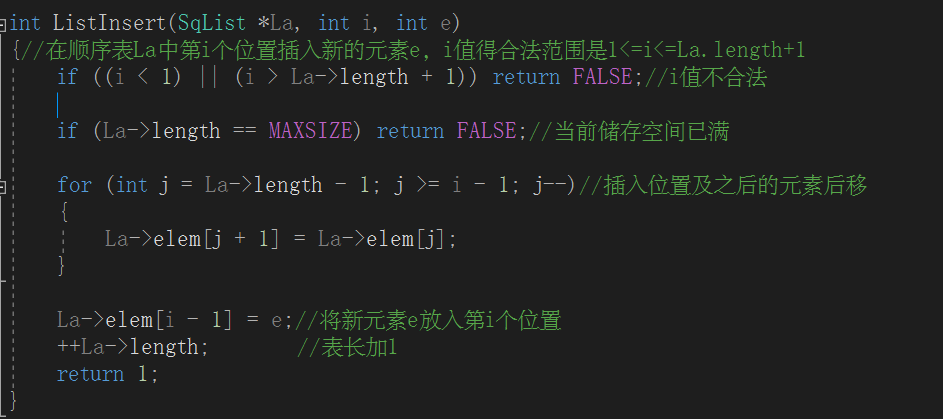 int ListInsert(SqList *La, int i, int e)
{//在顺序表La中第i个位置插入新的元素e，i值得合法范围是1<=i<=La.length+1
if ((i < 1) || (i > La->length + 1)) return FALSE;//i值不合法
if (La->length == MAXSIZE) return FALSE;//当前储存空间已满
for (int j = La->length - 1; j >= i - 1; j--)//插入位置及之后的元素后移
{
La->elem[j + 1] = La->elem[j];
}
La->elem[i - 1] = e;//将新元素e放入第i个位置
++La->length; //表长加1
return 1;
}